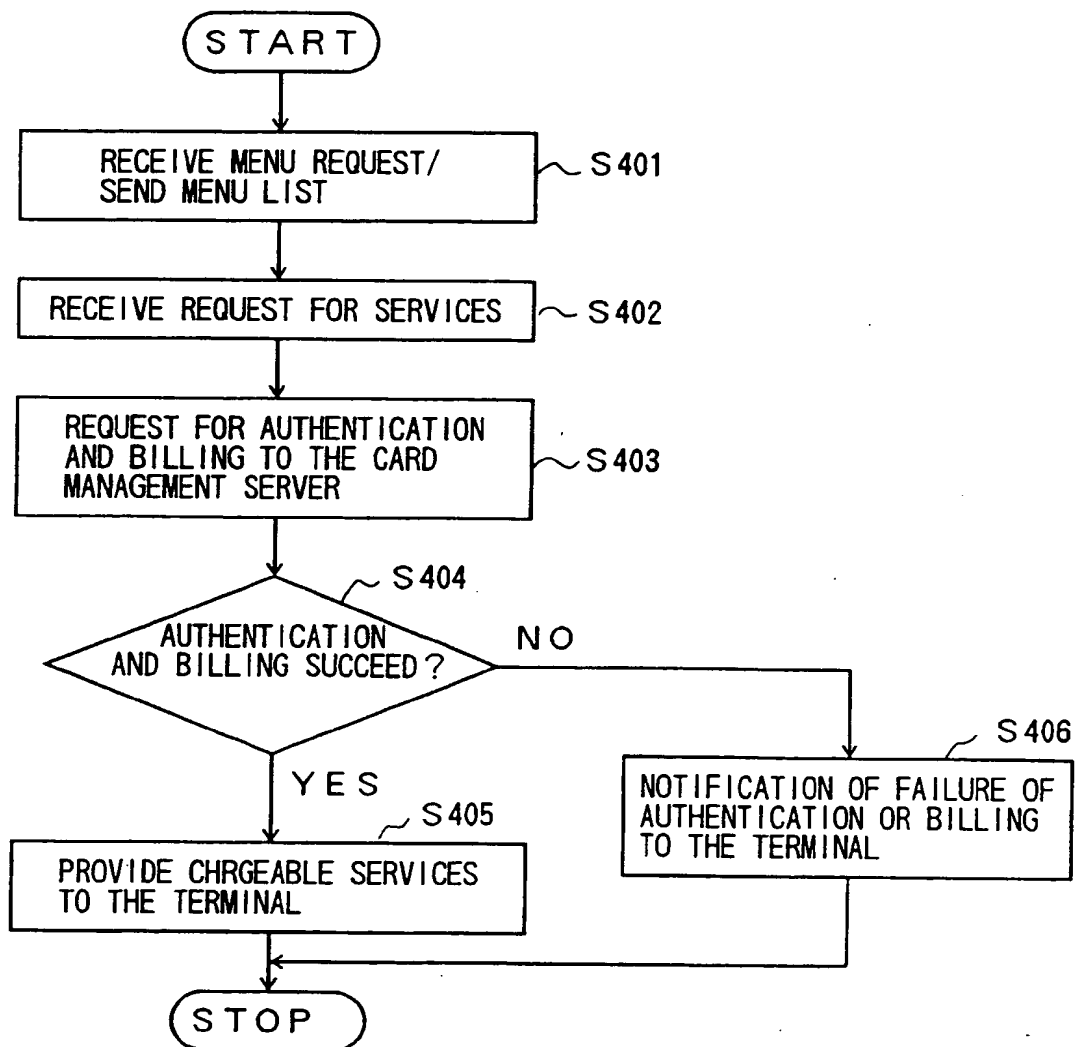 START
RECEIVE MENU REQUEST/
SEND MENU LIST
S401
RECEIVE REQUEST FOR SERVICES
S402
REQUEST FOR AUTHENTICATION
AND BILLING TO THE CARD
MANAGEMENT SERVER
S403
S404
AUTHENTICATION
AND BILLING SUCCEED?
NO
YES
S405
PROVIDE CHRGEABLE SERVICES
TO THE TERMINAL
S406
NOTIFICATION OF FAILURE OF
AUTHENTICATION OR BILLING
TO THE TERMINAL
STOP